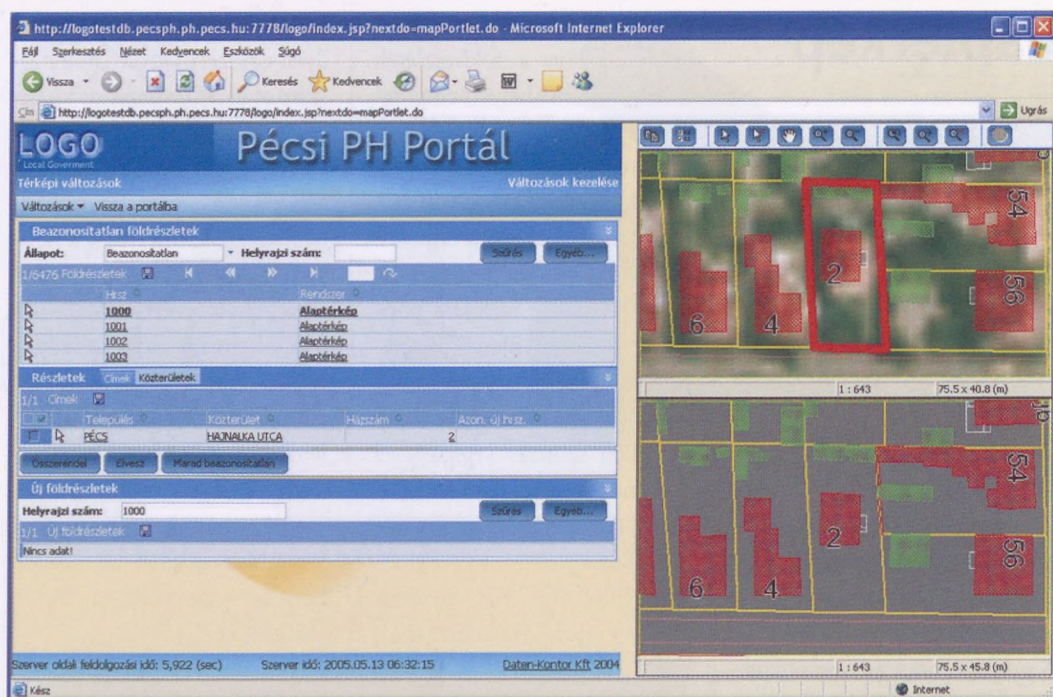 http://logotestdb.pecsph.ph.pecs.hu:7778/logo/index.jsp?nextdo=mapPortlet.do - Microsoft Internet Explorer
Fájl Szerkesztés Nézet Kedvencek Eszközök Súgó
Vissza Keresés Kedvencek
Cím http://logotestdb.pecsph.ph.pecs.hu:7778/logo/index.jsp?nextdo=mapPortlet.do Ugrás
LOGO
Local Goverment
Pécsi PH Portál
Térképi változások Változások kezelése
Változások Vissza a portálba
Beazonosítatlan földrészletek
Állapot: Beazonosítatlan Helyrajzi szám: Szűrés Egyéb...
1/6476 Földrészletek
Hrsz Rendszer
1000 Alaptérkép
1001 Alaptérkép
1002 Alaptérkép
1003 Alaptérkép
Részletek Címek Közterületek
1/1 Címek
Település Közterület Házszám Azon. új hrsz.
PÉCS HAJNALKA UTCA 2
Összerendel Elvesz Marad beazonosítatlan
Új földrészletek
Helyrajzi szám: 1000 Szűrés Egyéb...
1/1 Új földrészletek
Nincs adat!
Szerver oldali feldolgozási idő: 5,922 (sec) Szerver idő: 2005.05.13 06:32:15 Daten-Kontor Kft 2004
Kész Internet
54
2
56
6
4
1 : 643 75.5 x 40.8 (m)
54
2
56
6
4
1 : 643 75.5 x 45.8 (m)